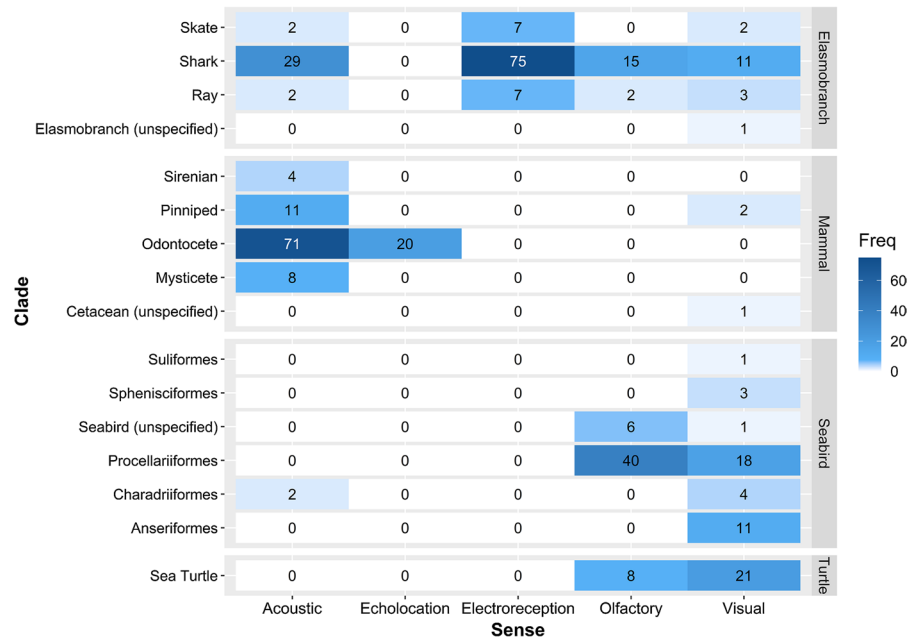 Skate 2 0 7 0 2
Shark 29 0 75 15 11
Ray 2 0 7 2 3
Elasmobranch (unspecified) 0 0 0 0 1
Elasmobranch
Sirenian 4 0 0 0 0
Pinniped 11 0 0 0 2
Odontocete 71 20 0 0 0
Mysticete 8 0 0 0 0
Cetacean (unspecified) 0 0 0 0 1
Mammal
Suliformes 0 0 0 0 1
Sphenisciformes 0 0 0 0 3
Seabird (unspecified) 0 0 0 6 1
Procellariiformes 0 0 0 40 18
Charadriiformes 2 0 0 0 4
Anseriformes 0 0 0 0 11
Seabird
Sea Turtle 0 0 0 8 21
Turtle
Acoustic Echolocation Electroreception Olfactory Visual
Sense
Clade
Freq
60
40
20
0